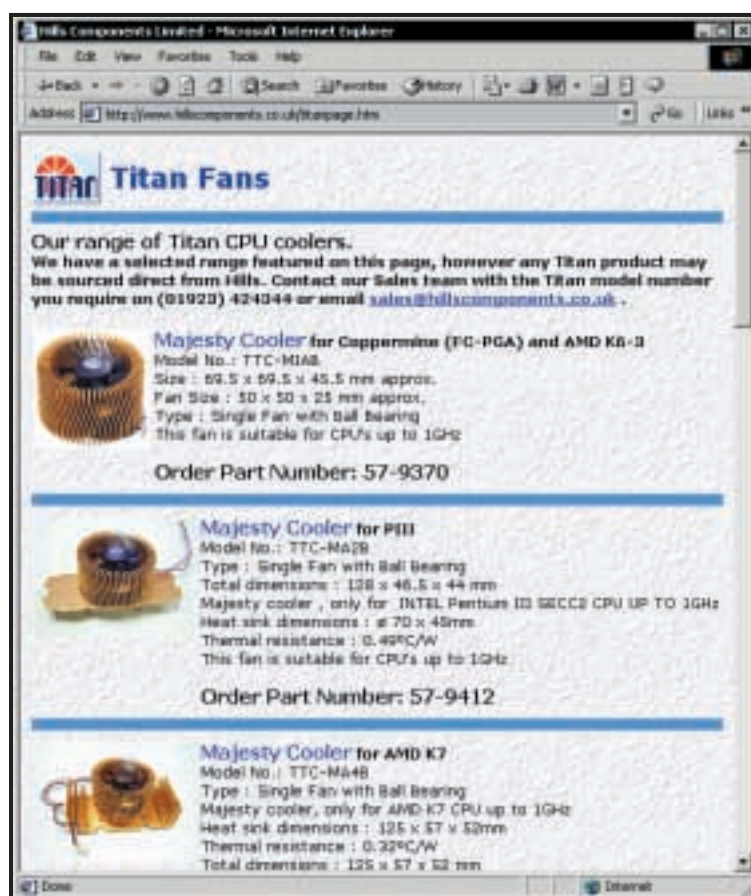 Hills Components Limited - Microsoft Internet Explorer
File Edit View Favorites Tools Help
Back Search Favorites History
Address http://www.hillscomponents.co.uk/titanpage.htm Go Links »
TITAN Titan Fans
Our range of Titan CPU coolers.
We have a selected range featured on this page, however any Titan product may
be sourced direct from Hills. Contact our Sales team with the Titan model number
you require on (01923) 424344 or email sales@hillscomponents.co.uk .
Majesty Cooler for Coppermine (FC-PGA) and AMD K6-3
Model No.: TTC-M1AB
Size : 69.5 x 69.5 x 45.5 mm approx.
Fan Size : 50 x 50 x 25 mm approx.
Type : Single Fan with Ball Bearing
This fan is suitable for CPU's up to 1GHz
Order Part Number: 57-9370
Majesty Cooler for PIII
Model No.: TTC-MA2B
Type : Single Fan with Ball Bearing
Total dimensions : 128 x 46.5 x 44 mm
Majesty cooler , only for INTEL Pentium III SECC2 CPU UP TO 1GHz
Heat sink dimensions : ø 70 x 45mm
Thermal resistance : 0.49ºC/W
This fan is suitable for CPU's up to 1GHz
Order Part Number: 57-9412
Majesty Cooler for AMD K7
Model No.: TTC-MA4B
Type : Single Fan with Ball Bearing
Majesty cooler, only for AMD K7 CPU up to 1GHz
Heat sink dimensions : 125 x 57 x 52mm
Thermal resistance : 0.32ºC/W
Total dimensions : 125 x 57 x 52 mm
Done Internet